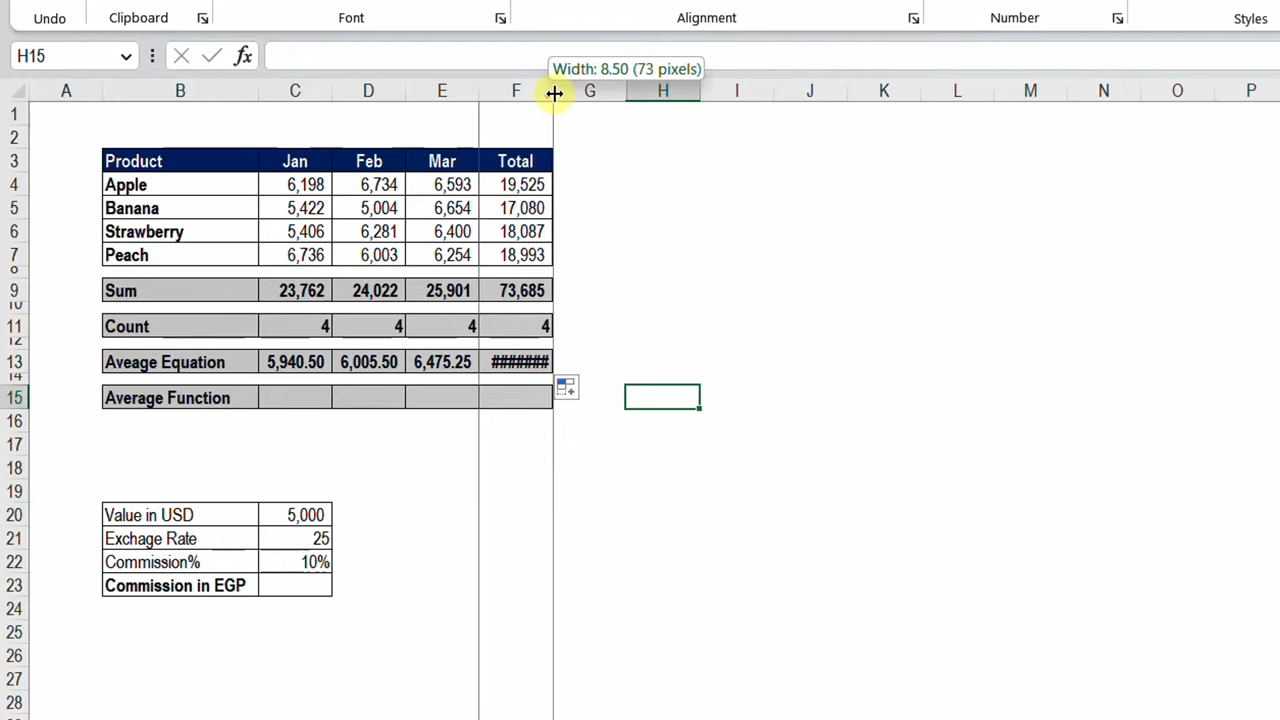 Undo Clipboard Font Alignment Number Styles
H15 fx
Width: 8.50 (73 pixels)
A B C D E F G H I J K L M N O P
1
2
3 Product Jan Feb Mar Total
4 Apple 6,198 6,734 6,593 19,525
5 Banana 5,422 5,004 6,654 17,080
6 Strawberry 5,406 6,281 6,400 18,087
7 Peach 6,736 6,003 6,254 18,993
8
9 Sum 23,762 24,022 25,901 73,685
10
11 Count 4 4 4 4
12
13 Aveage Equation 5,940.50 6,005.50 6,475.25 #######
14
15 Average Function
16
17
18
19
20 Value in USD 5,000
21 Exchage Rate 25
22 Commission% 10%
23 Commission in EGP
24
25
26
27
28